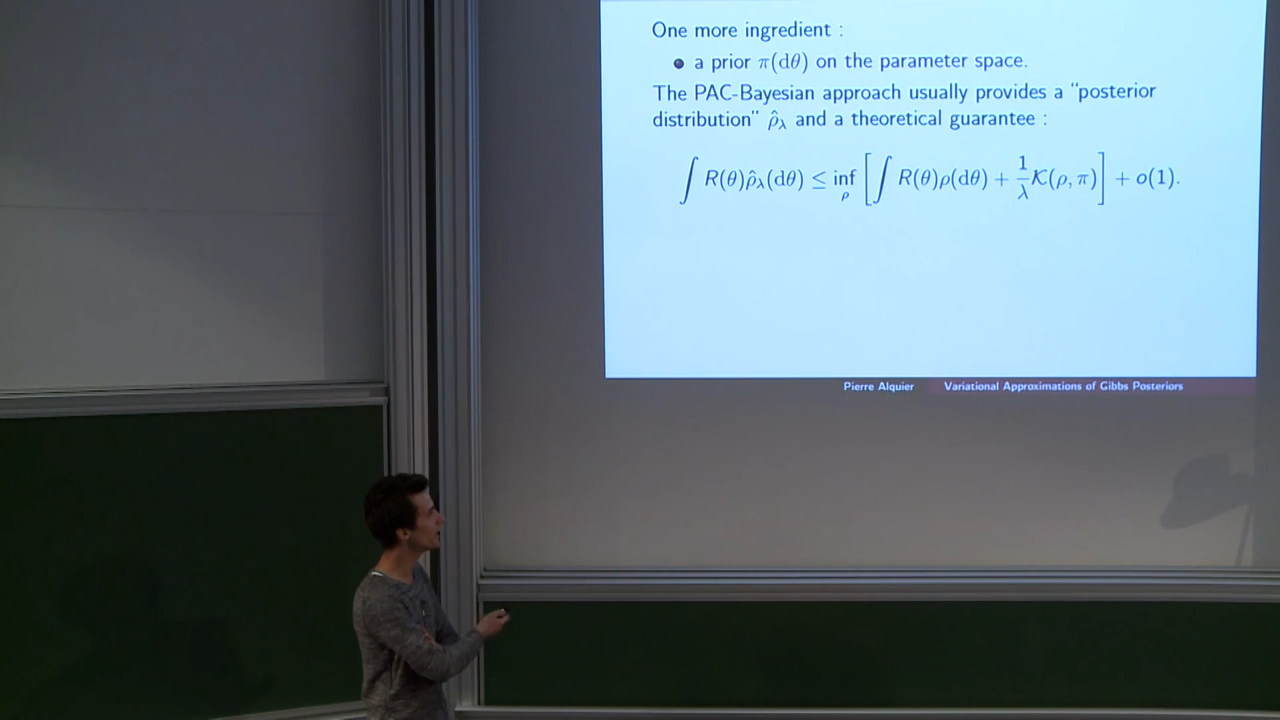 One more ingredient :
a prior π(dθ) on the parameter space.
The PAC-Bayesian approach usually provides a "posterior
distribution" ρ̂_λ and a theoretical guarantee :
∫ R(θ)ρ̂_λ(dθ) ≤ inf_ρ [ ∫ R(θ)ρ(dθ) + 1/λ 𝒦(ρ, π) ] + o(1).
Pierre Alquier Variational Approximations of Gibbs Posteriors